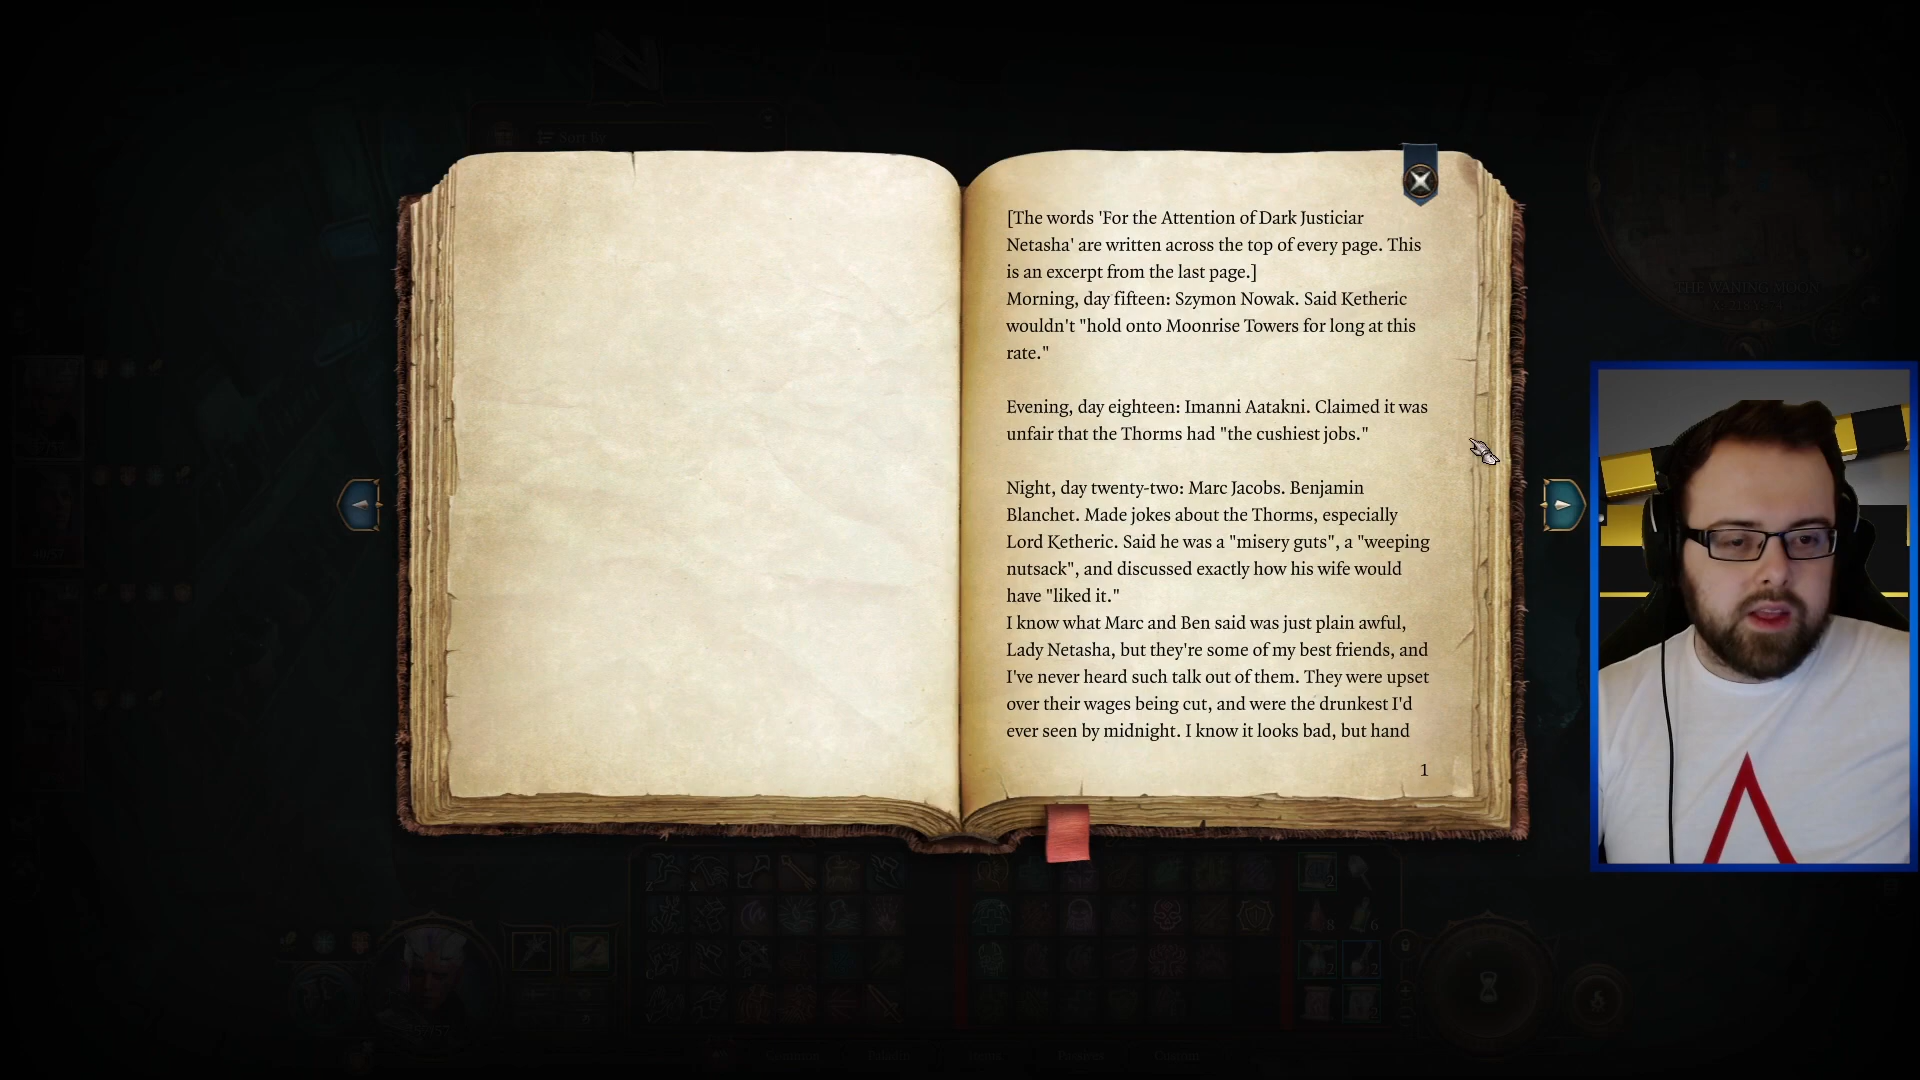 Sort By
[The words 'For the Attention of Dark Justiciar
Netasha' are written across the top of every page. This
is an excerpt from the last page.]
Morning, day fifteen: Szymon Nowak. Said Ketheric
wouldn't "hold onto Moonrise Towers for long at this
rate."
Evening, day eighteen: Imanni Aatakni. Claimed it was
unfair that the Thorms had "the cushiest jobs."
Night, day twenty-two: Marc Jacobs. Benjamin
Blanchet. Made jokes about the Thorms, especially
Lord Ketheric. Said he was a "misery guts", a "weeping
nutsack", and discussed exactly how his wife would
have "liked it."
I know what Marc and Ben said was just plain awful,
Lady Netasha, but they're some of my best friends, and
I've never heard such talk out of them. They were upset
over their wages being cut, and were the drunkest I'd
ever seen by midnight. I know it looks bad, but hand
1
THE WANING MOON